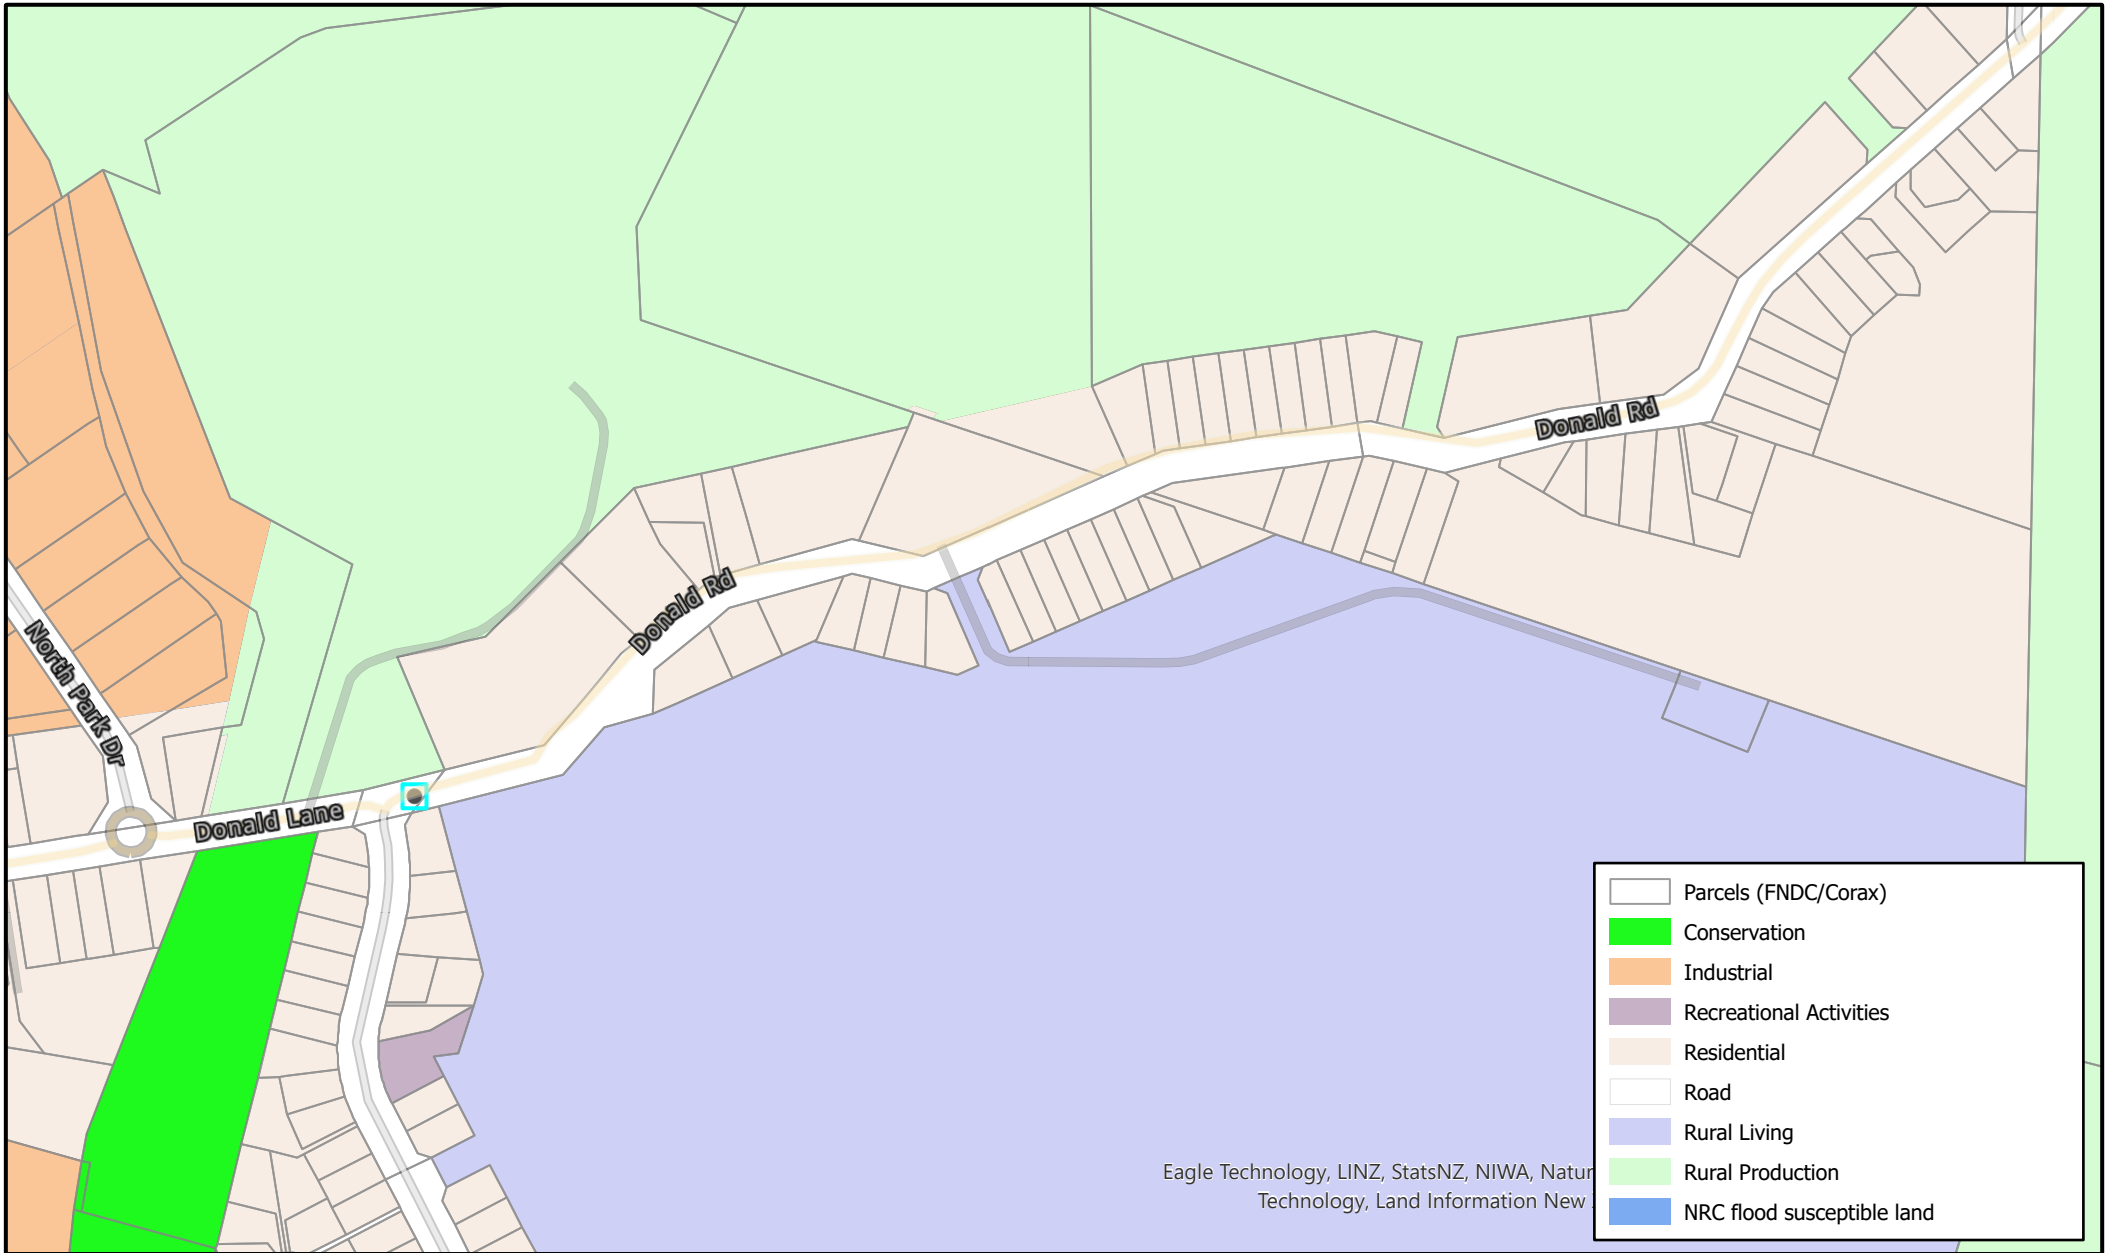 Donald Rd
Donald Rd
North Park Dr
Donald Lane
Parcels (FNDC/Corax)
Conservation
Industrial
Recreational Activities
Residential
Road
Rural Living
Rural Production
NRC flood susceptible land
Eagle Technology, LINZ, StatsNZ, NIWA, Natur
Technology, Land Information New